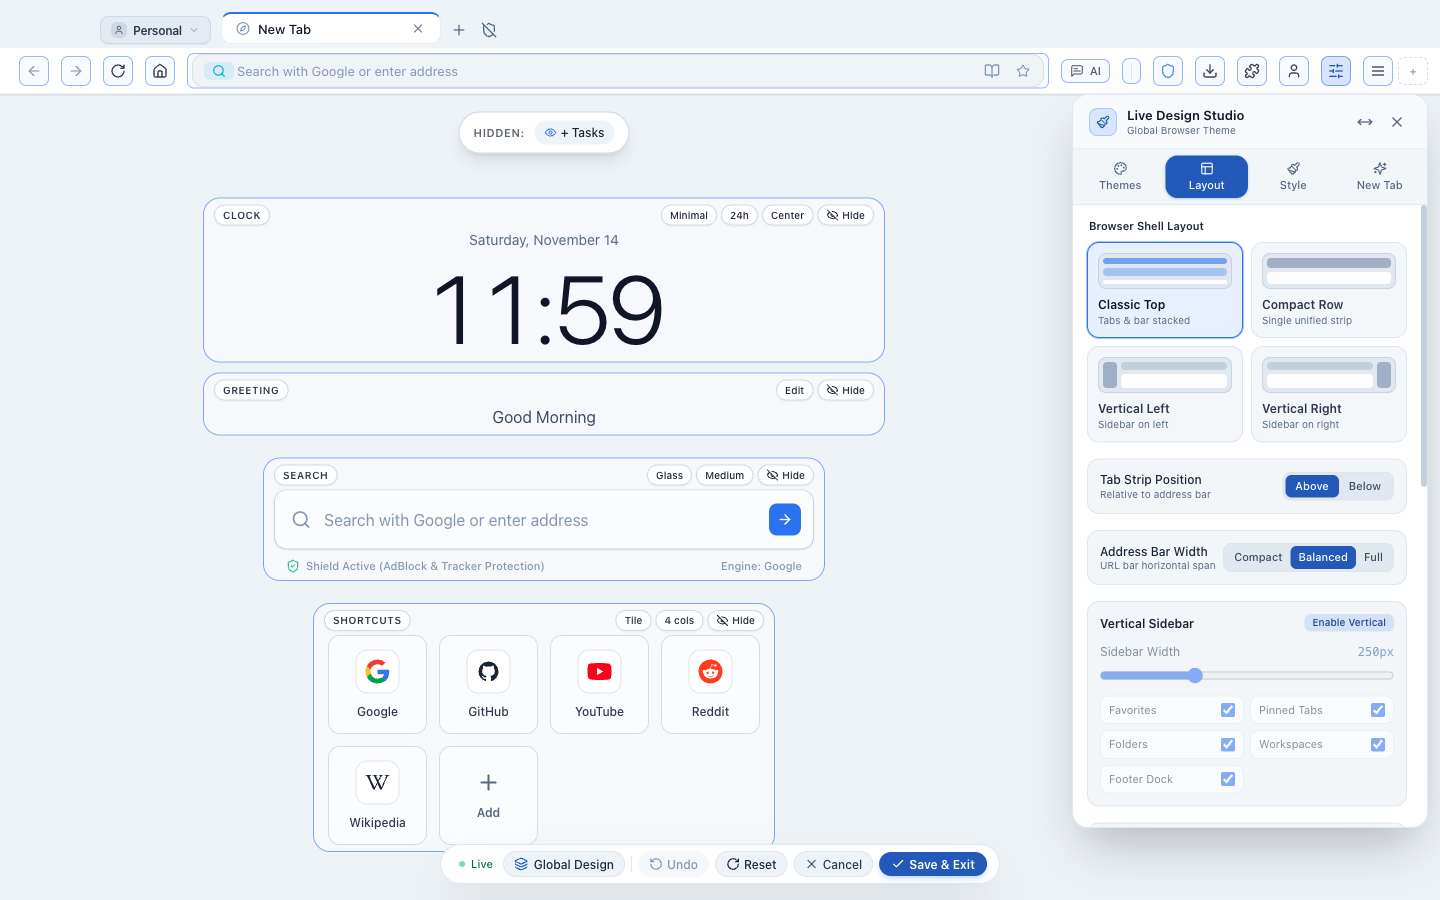 Personal
New Tab
Search with Google or enter address
AI
HIDDEN:
+ Tasks
CLOCK
Minimal
24h
Center
Hide
Saturday, November 14
11:59
GREETING
Edit
Hide
Good Morning
SEARCH
Glass
Medium
Hide
Search with Google or enter address
Shield Active (AdBlock & Tracker Protection)
Engine: Google
SHORTCUTS
Tile
4 cols
Hide
Google
GitHub
YouTube
Reddit
W
Wikipedia
Add
Live
Global Design
Undo
Reset
Cancel
Save & Exit
Live Design Studio
Global Browser Theme
Themes
Layout
Style
New Tab
Browser Shell Layout
Classic Top
Tabs & bar stacked
Compact Row
Single unified strip
Vertical Left
Sidebar on left
Vertical Right
Sidebar on right
Tab Strip Position
Relative to address bar
Above
Below
Address Bar Width
URL bar horizontal span
Compact
Balanced
Full
Vertical Sidebar
Enable Vertical
Sidebar Width
250px
Favorites
Pinned Tabs
Folders
Workspaces
Footer Dock